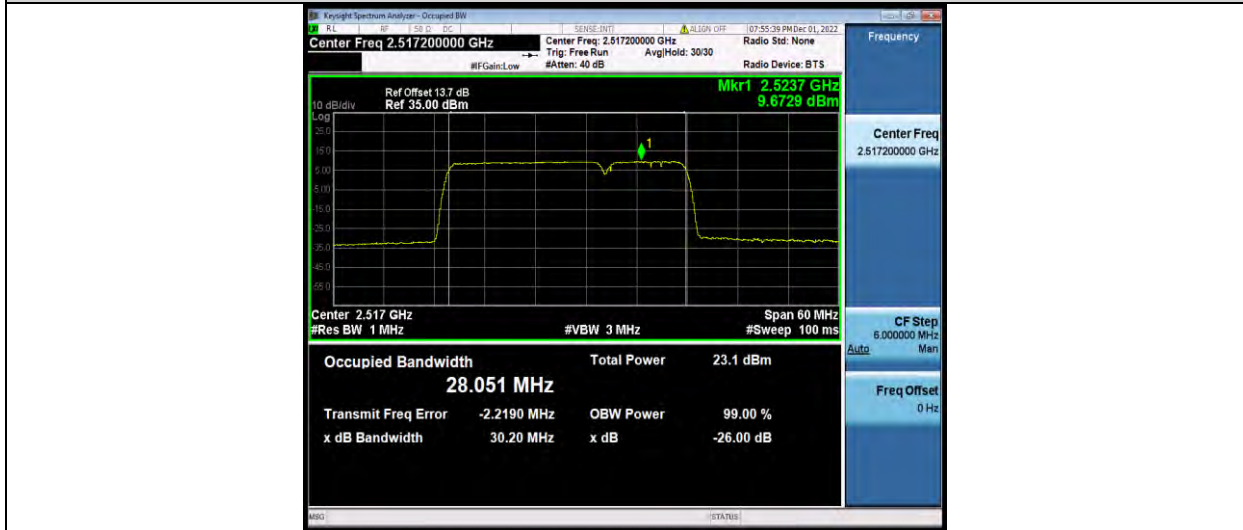 Keysight Spectrum Analyzer - Occupied BW
RL RF 50 Ω DC SENSE:INT ALIGN OFF 07:55:39 PM Dec 01, 2022
Center Freq 2.517200000 GHz Center Freq: 2.517200000 GHz Radio Std: None
Trig: Free Run Avg|Hold: 30/30
#IFGain:Low #Atten: 40 dB Radio Device: BTS
Frequency
Mkr1 2.5237 GHz
9.6729 dBm
Ref Offset 13.7 dB
10 dB/div Ref 35.00 dBm
Log
25.0
15.0
5.00
-5.00
-15.0
-25.0
-35.0
-45.0
-55.0
1
Center 2.517 GHz Span 60 MHz
#Res BW 1 MHz #VBW 3 MHz #Sweep 100 ms
Center Freq
2.517200000 GHz
CF Step
6.000000 MHz
Auto Man
Freq Offset
0 Hz
Occupied Bandwidth Total Power 23.1 dBm
28.051 MHz
Transmit Freq Error -2.2190 MHz OBW Power 99.00 %
x dB Bandwidth 30.20 MHz x dB -26.00 dB
MSG STATUS